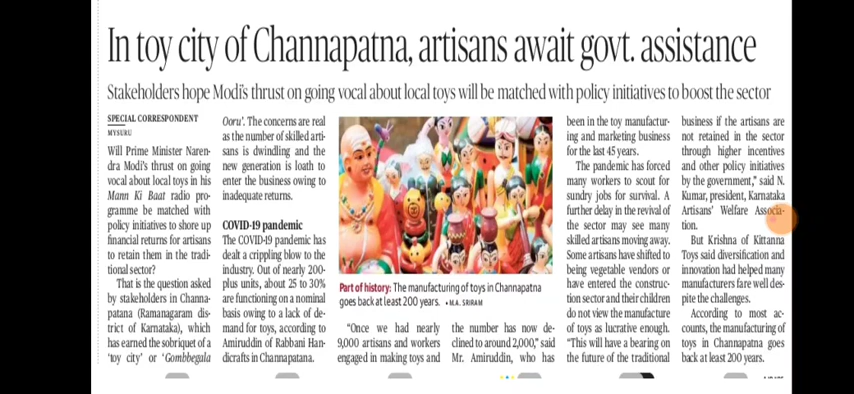 In toy city of Channapatna, artisans await govt. assistance
Stakeholders hope Modi's thrust on going vocal about local toys will be matched with policy initiatives to boost the sector
SPECIAL CORRESPONDENT
MYSURU
Will Prime Minister Naren-
dra Modi's thrust on going
vocal about local toys in his
Mann Ki Baat radio pro-
gramme be matched with
policy initiatives to shore up
financial returns for artisans
to retain them in the tradi-
tional sector?
That is the question asked
by stakeholders in Channa-
patana (Ramanagaram dis-
trict of Karnataka), which
has earned the sobriquet of a
'toy city' or 'Gombbegala
Ooru'. The concerns are real
as the number of skilled arti-
sans is dwindling and the
new generation is loath to
enter the business owing to
inadequate returns.
COVID-19 pandemic
The COVID-19 pandemic has
dealt a crippling blow to the
industry. Out of nearly 200-
plus units, about 25 to 30%
are functioning on a nominal
basis owing to a lack of de-
mand for toys, according to
Amiruddin of Rabbani Han-
dicrafts in Channapatana.
Part of history: The manufacturing of toys in Channapatna
goes back at least 200 years. • M.A. SRIRAM
"Once we had nearly
9,000 artisans and workers
engaged in making toys and
the number has now de-
clined to around 2,000," said
Mr. Amiruddin, who has
been in the toy manufactur-
ing and marketing business
for the last 45 years.
The pandemic has forced
many workers to scout for
sundry jobs for survival. A
further delay in the revival of
the sector may see many
skilled artisans moving away.
Some artisans have shifted to
being vegetable vendors or
have entered the construc-
tion sector and their children
do not view the manufacture
of toys as lucrative enough.
"This will have a bearing on
the future of the traditional
business if the artisans are
not retained in the sector
through higher incentives
and other policy initiatives
by the government," said N.
Kumar, president, Karnataka
Artisans' Welfare Associa-
tion.
But Krishna of Kittanna
Toys said diversification and
innovation had helped many
manufacturers fare well des-
pite the challenges.
According to most ac-
counts, the manufacturing of
toys in Channapatna goes
back at least 200 years.